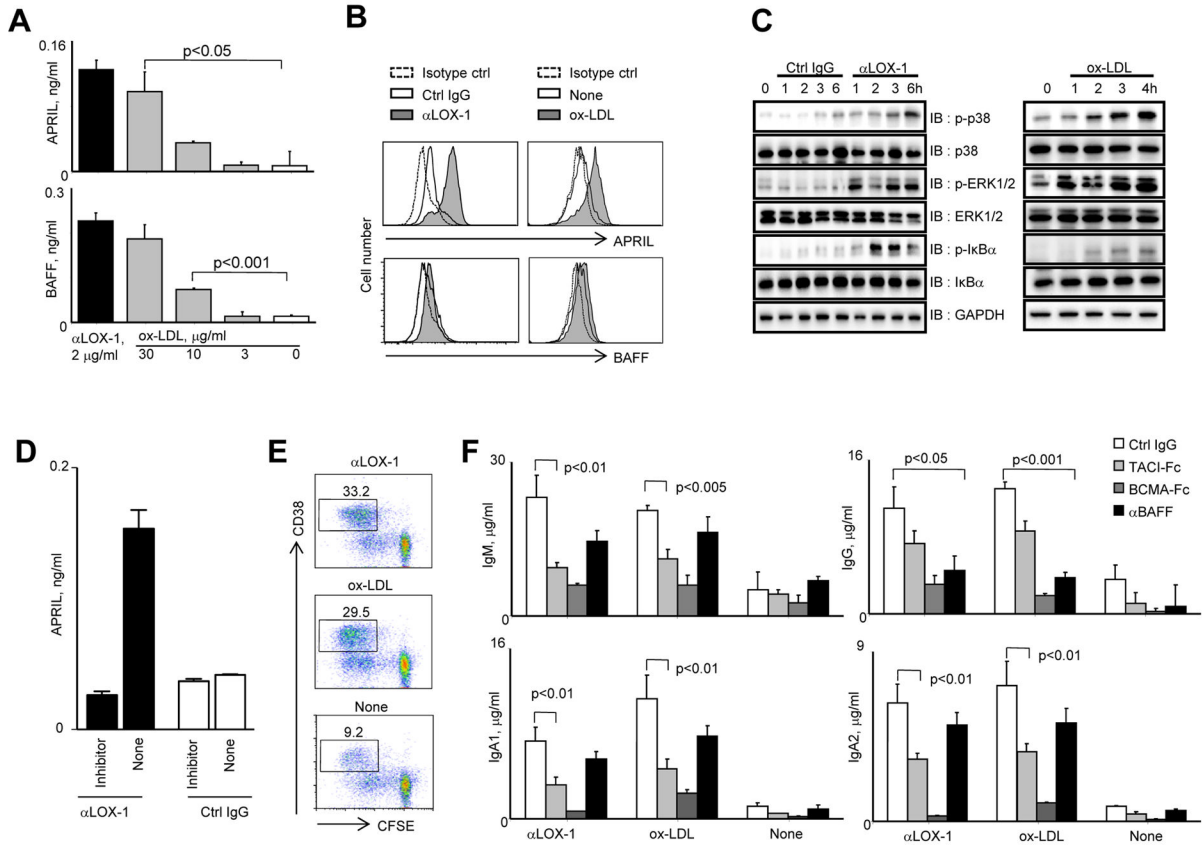 A
0.16
APRIL, ng/ml
p<0.05
0
0.3
BAFF, ng/ml
p<0.001
0
αLOX-1, ox-LDL, μg/ml
2 μg/ml 30 10 3 0
B
Isotype ctrl Isotype ctrl
Ctrl IgG None
αLOX-1 ox-LDL
Cell number
APRIL
BAFF
C
Ctrl IgG αLOX-1 ox-LDL
0 1 2 3 6 1 2 3 6h 0 1 2 3 4h
IB : p-p38
IB : p38
IB : p-ERK1/2
IB : ERK1/2
IB : p-IκBα
IB : IκBα
IB : GAPDH
D
0.2
APRIL, ng/ml
0
Inhibitor None Inhibitor None
αLOX-1 Ctrl IgG
E
αLOX-1
33.2
CD38
ox-LDL
29.5
None
9.2
CFSE
F
30
IgM, μg/ml
p<0.01
p<0.005
0
16
IgG, μg/ml
p<0.05 p<0.001
0
Ctrl IgG
TACI-Fc
BCMA-Fc
αBAFF
16
IgA1, μg/ml
p<0.01
p<0.01
0
αLOX-1 ox-LDL None
9
IgA2, μg/ml
p<0.01
p<0.01
0
αLOX-1 ox-LDL None